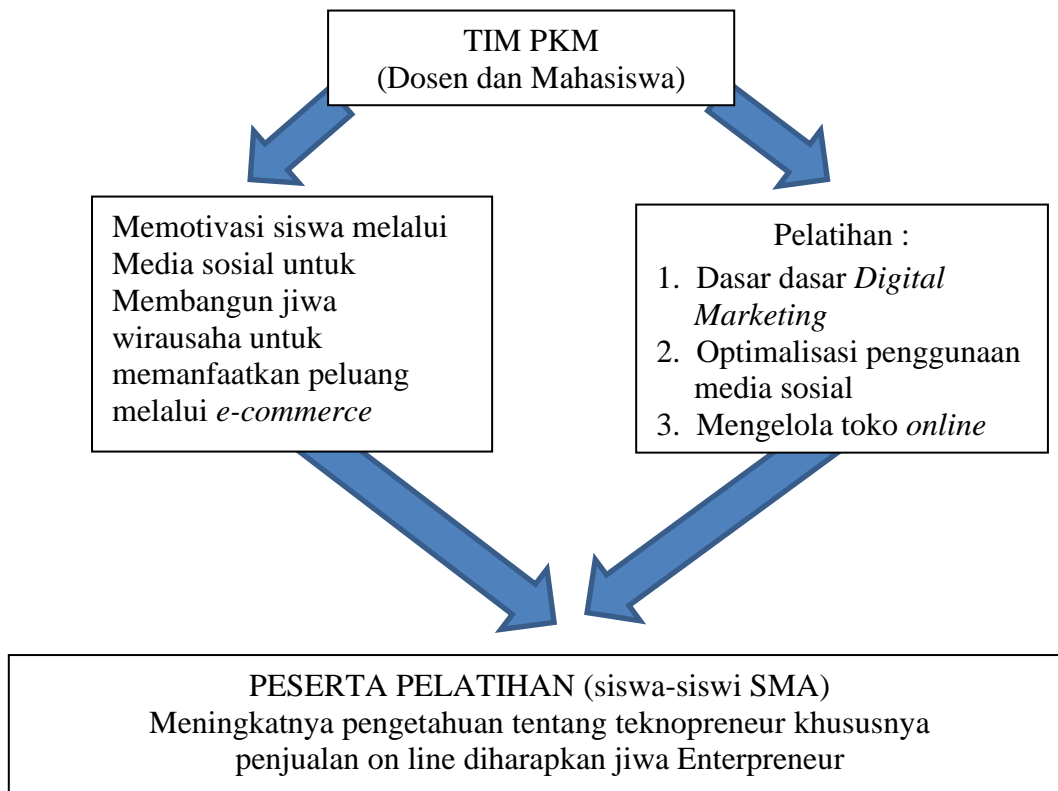 TIM PKM
(Dosen dan Mahasiswa)
Memotivasi siswa melalui
Media sosial untuk
Membangun jiwa
wirausaha untuk
memanfaatkan peluang
melalui e-commerce
Pelatihan :
1. Dasar dasar Digital
Marketing
2. Optimalisasi penggunaan
media sosial
3. Mengelola toko online
PESERTA PELATIHAN (siswa-siswi SMA)
Meningkatnya pengetahuan tentang teknopreneur khususnya
penjualan on line diharapkan jiwa Enterpreneur